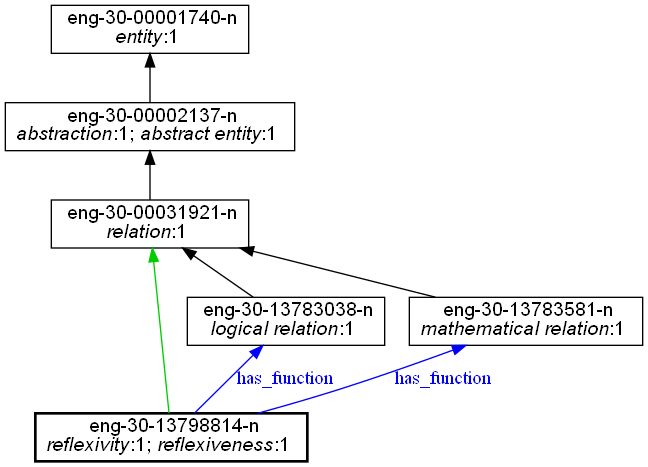 eng-30-00001740-n
entity:1
eng-30-00002137-n
abstraction:1; abstract entity:1
eng-30-00031921-n
relation:1
eng-30-13783038-n
logical relation:1
eng-30-13783581-n
mathematical relation:1
has_function
has_function
eng-30-13798814-n
reflexivity:1; reflexiveness:1